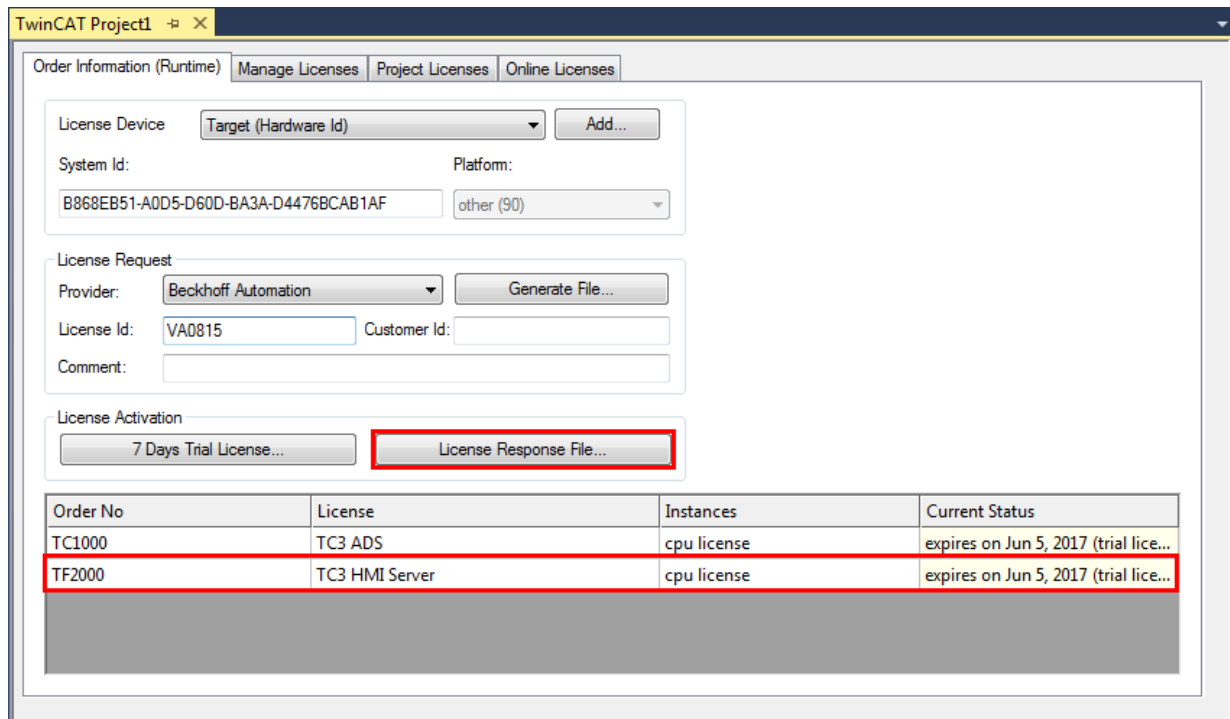 TwinCAT Project1
Order Information (Runtime) Manage Licenses Project Licenses Online Licenses
License Device Target (Hardware Id) Add...
System Id: Platform:
B868EB51-A0D5-D60D-BA3A-D4476BCAB1AF other (90)
License Request
Provider: Beckhoff Automation Generate File...
License Id: VA0815 Customer Id:
Comment:
License Activation
7 Days Trial License... License Response File...
Order No License Instances Current Status
TC1000 TC3 ADS cpu license expires on Jun 5, 2017 (trial lice...
TF2000 TC3 HMI Server cpu license expires on Jun 5, 2017 (trial lice...